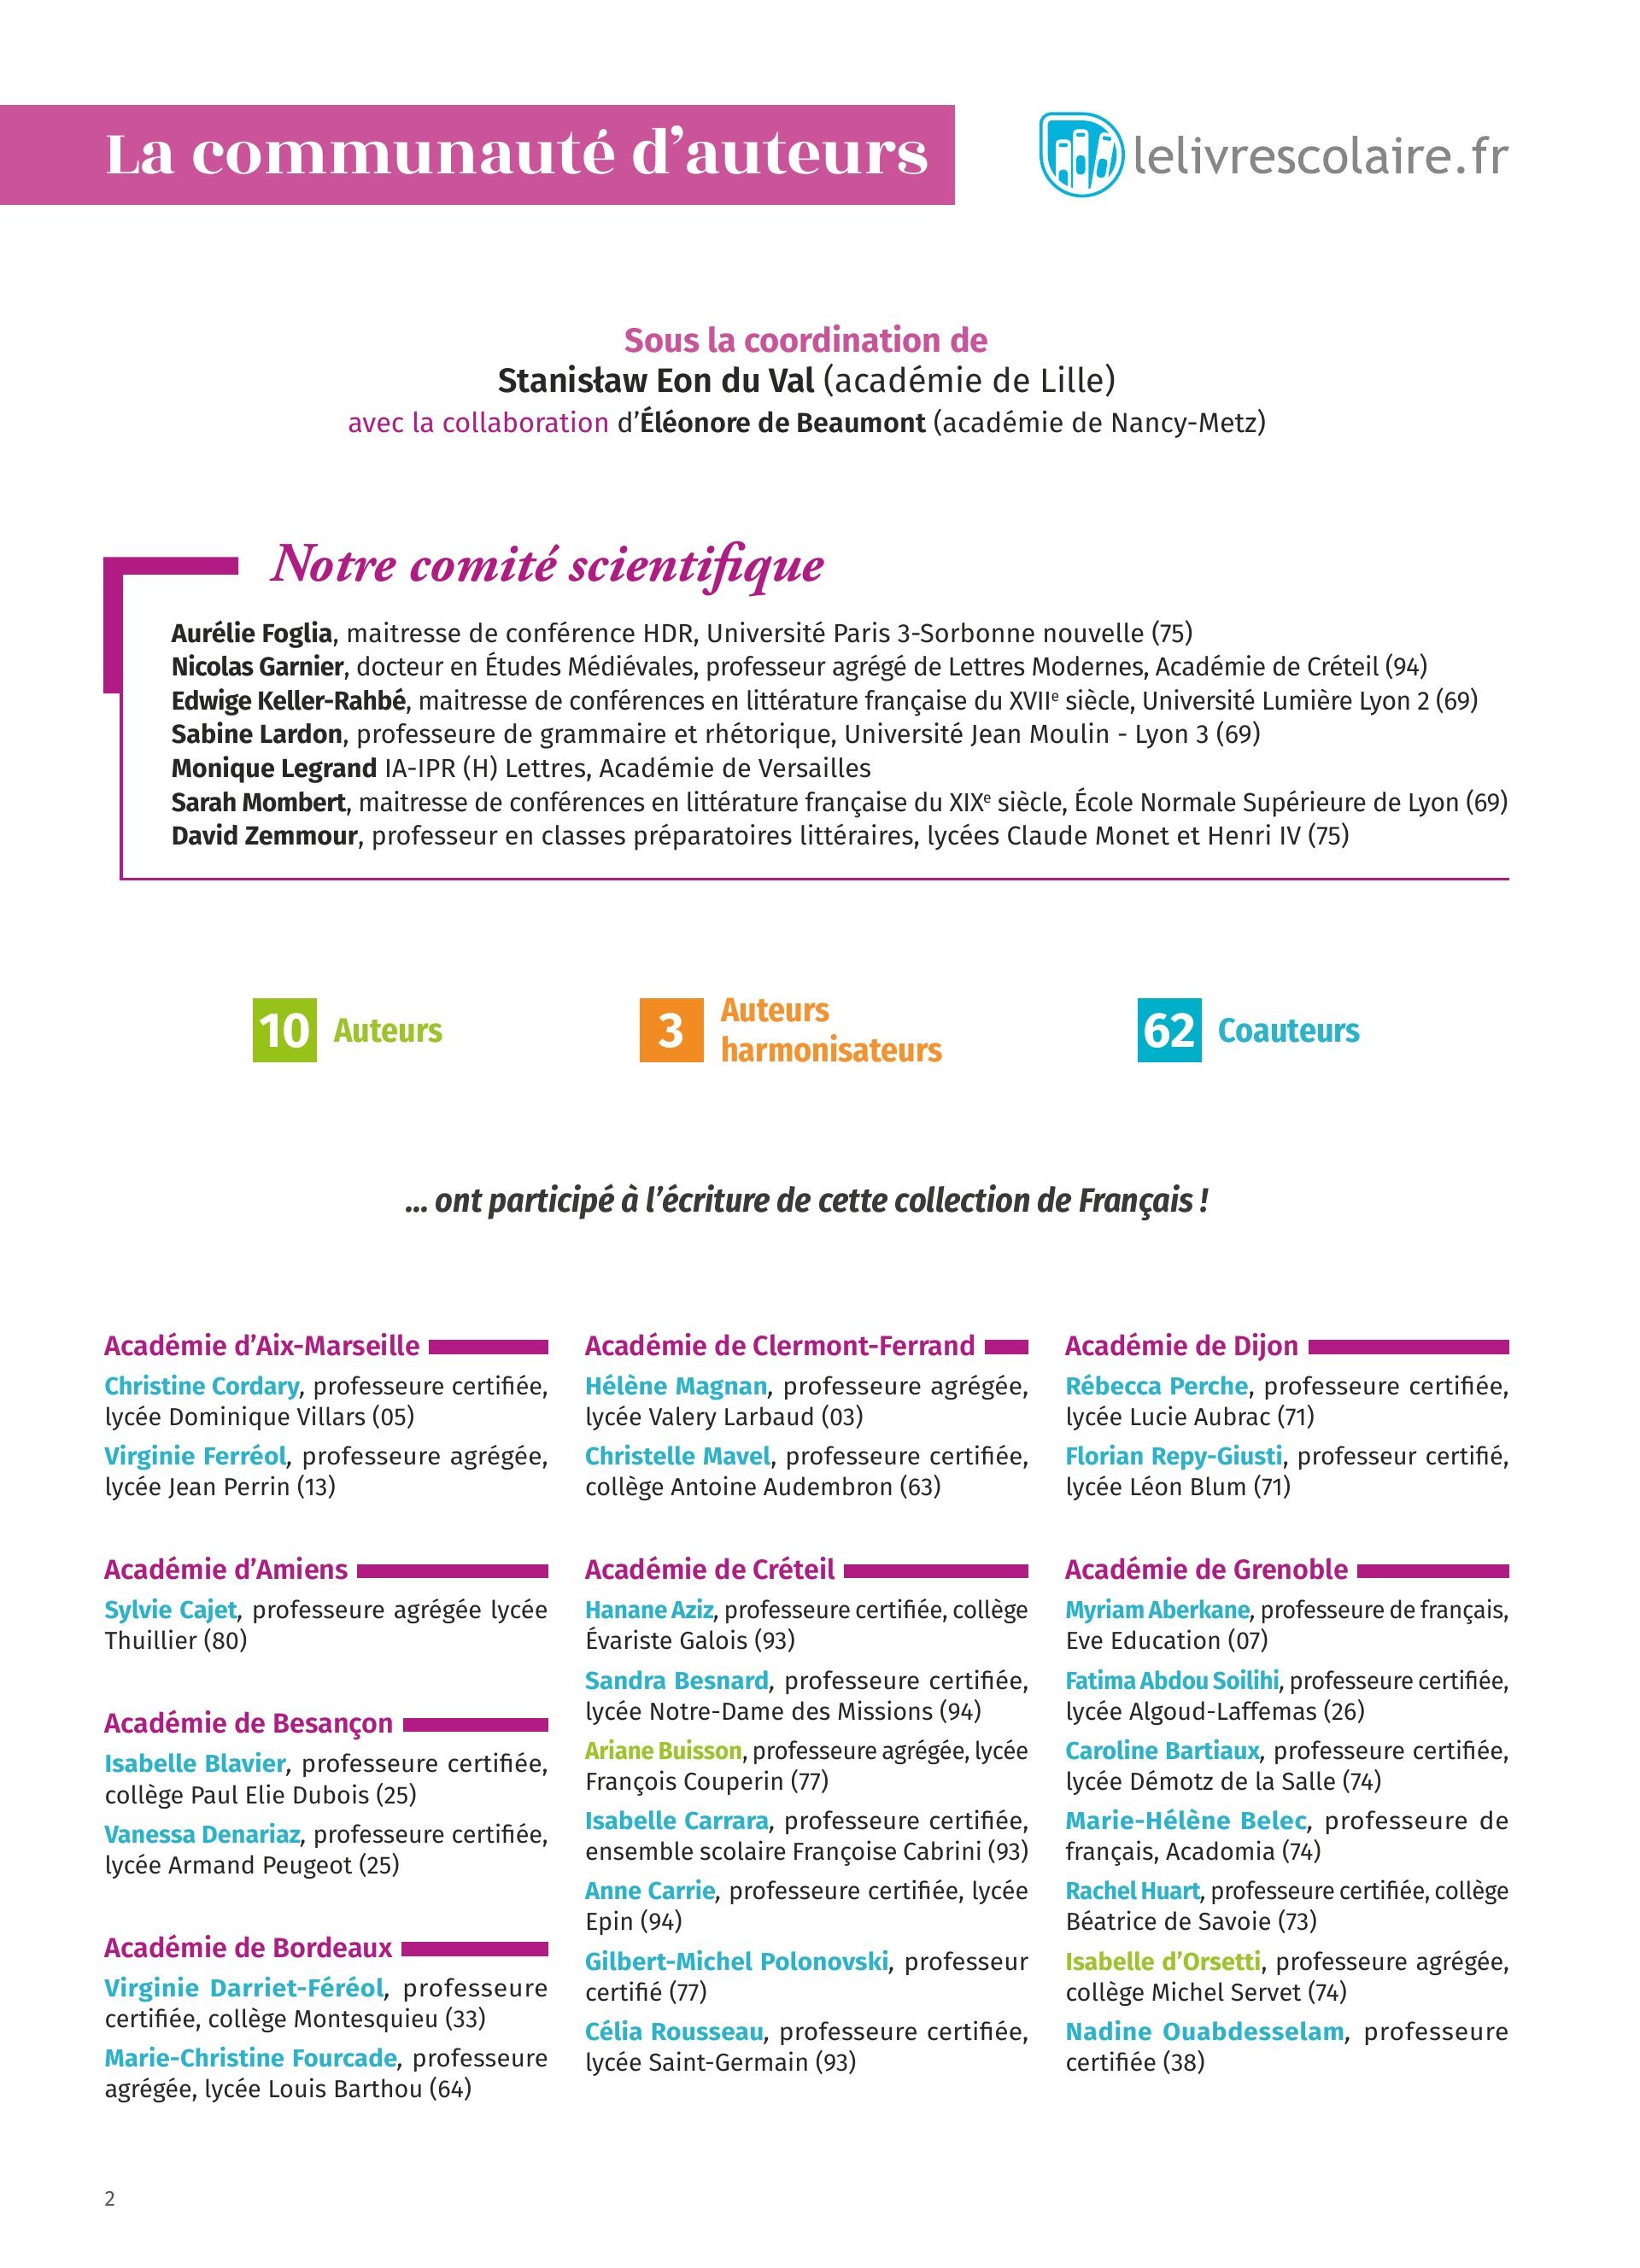 La communauté d’auteurs
lelivrescolaire.fr
Sous la coordination de
Stanisław Eon du Val (académie de Lille)
avec la collaboration d’Éléonore de Beaumont (académie de Nancy-Metz)
Notre comité scientifique
Aurélie Foglia, maitresse de conférence HDR, Université Paris 3-Sorbonne nouvelle (75)
Nicolas Garnier, docteur en Études Médiévales, professeur agrégé de Lettres Modernes, Académie de Créteil (94)
Edwige Keller-Rahbé, maitresse de conférences en littérature française du XVIIe siècle, Université Lumière Lyon 2 (69)
Sabine Lardon, professeure de grammaire et rhétorique, Université Jean Moulin - Lyon 3 (69)
Monique Legrand IA-IPR (H) Lettres, Académie de Versailles
Sarah Mombert, maitresse de conférences en littérature française du XIXe siècle, École Normale Supérieure de Lyon (69)
David Zemmour, professeur en classes préparatoires littéraires, lycées Claude Monet et Henri IV (75)
10 Auteurs
3 Auteurs
harmonisateurs
62 Coauteurs
... ont participé à l’écriture de cette collection de Français !
Académie d’Aix-Marseille
Christine Cordary, professeure certifiée,
lycée Dominique Villars (05)
Virginie Ferréol, professeure agrégée,
lycée Jean Perrin (13)
Académie d’Amiens
Sylvie Cajet, professeure agrégée lycée
Thuillier (80)
Académie de Besançon
Isabelle Blavier, professeure certifiée,
collège Paul Elie Dubois (25)
Vanessa Denariaz, professeure certifiée,
lycée Armand Peugeot (25)
Académie de Bordeaux
Virginie Darriet-Féréol, professeure
certifiée, collège Montesquieu (33)
Marie-Christine Fourcade, professeure
agrégée, lycée Louis Barthou (64)
Académie de Clermont-Ferrand
Hélène Magnan, professeure agrégée,
lycée Valery Larbaud (03)
Christelle Mavel, professeure certifiée,
collège Antoine Audembron (63)
Académie de Créteil
Hanane Aziz, professeure certifiée, collège
Évariste Galois (93)
Sandra Besnard, professeure certifiée,
lycée Notre-Dame des Missions (94)
Ariane Buisson, professeure agrégée, lycée
François Couperin (77)
Isabelle Carrara, professeure certifiée,
ensemble scolaire Françoise Cabrini (93)
Anne Carrie, professeure certifiée, lycée
Epin (94)
Gilbert-Michel Polonovski, professeur
certifié (77)
Célia Rousseau, professeure certifiée,
lycée Saint-Germain (93)
Académie de Dijon
Rébecca Perche, professeure certifiée,
lycée Lucie Aubrac (71)
Florian Repy-Giusti, professeur certifié,
lycée Léon Blum (71)
Académie de Grenoble
Myriam Aberkane, professeure de français,
Eve Education (07)
Fatima Abdou Soilihi, professeure certifiée,
lycée Algoud-Laffemas (26)
Caroline Bartiaux, professeure certifiée,
lycée Démotz de la Salle (74)
Marie-Hélène Belec, professeure de
français, Acadomia (74)
Rachel Huart, professeure certifiée, collège
Béatrice de Savoie (73)
Isabelle d’Orsetti, professeure agrégée,
collège Michel Servet (74)
Nadine Ouabdesselam, professeure
certifiée (38)
2